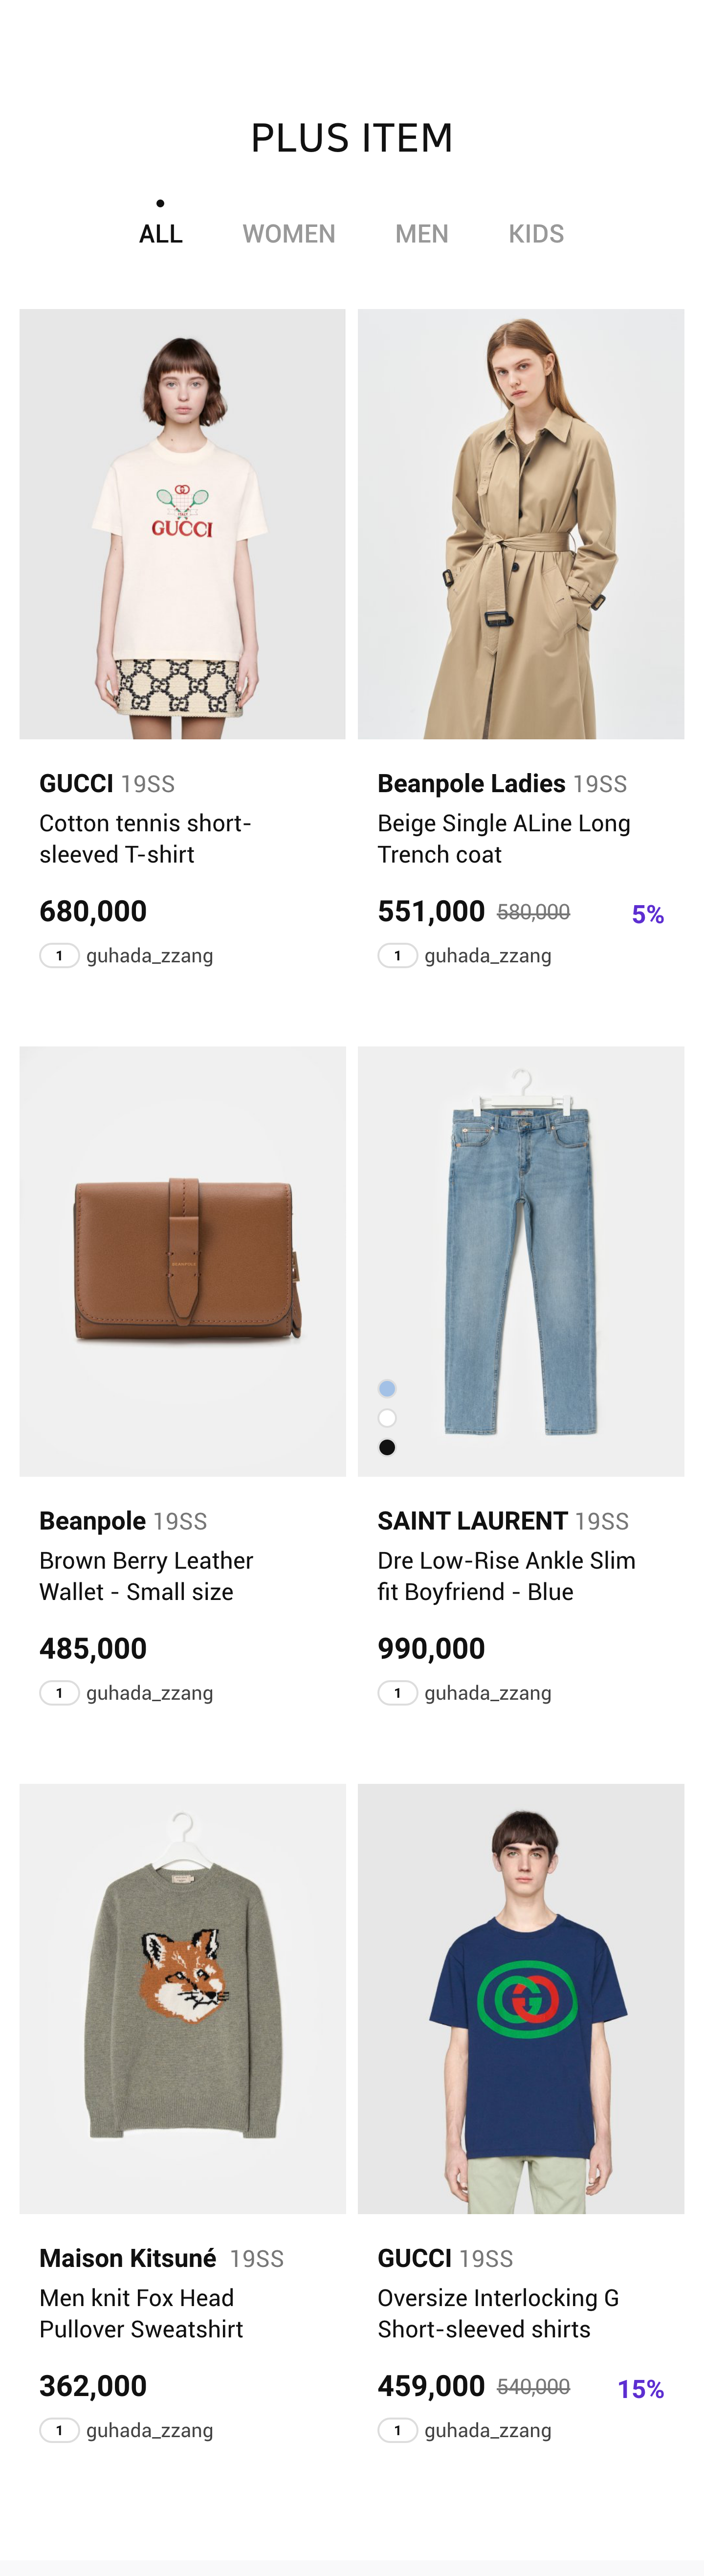 PLUS ITEM
ALL WOMEN MEN KIDS
GUCCI
GUCCI 19SS
Cotton tennis short-
sleeved T-shirt
680,000
1 guhada_zzang
Beanpole Ladies 19SS
Beige Single ALine Long
Trench coat
551,000 580,000 5%
1 guhada_zzang
BEANPOLE
Beanpole 19SS
Brown Berry Leather
Wallet - Small size
485,000
1 guhada_zzang
SAINT LAURENT 19SS
Dre Low-Rise Ankle Slim
fit Boyfriend - Blue
990,000
1 guhada_zzang
Maison Kitsuné 19SS
Men knit Fox Head
Pullover Sweatshirt
362,000
1 guhada_zzang
GUCCI 19SS
Oversize Interlocking G
Short-sleeved shirts
459,000 540,000 15%
1 guhada_zzang